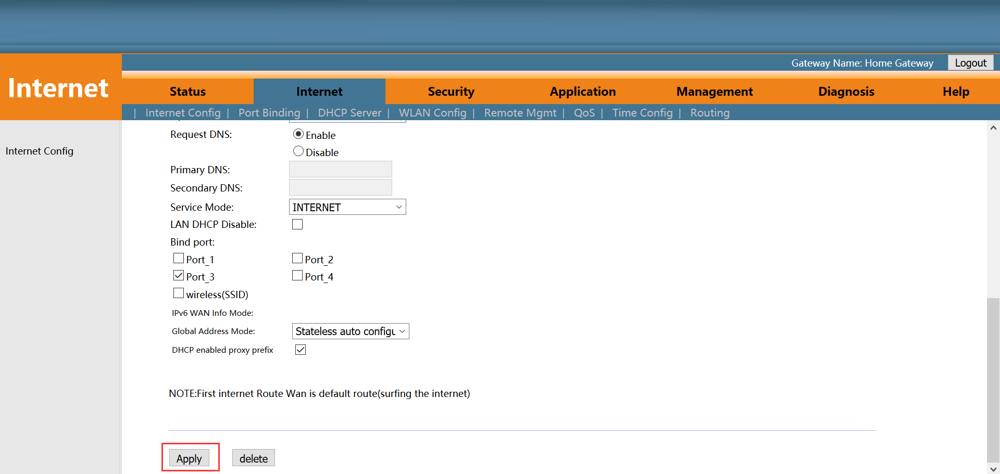 Gateway Name: Home Gateway Logout
Internet
Status Internet Security Application Management Diagnosis Help
| Internet Config | Port Binding | DHCP Server | WLAN Config | Remote Mgmt | QoS | Time Config | Routing
Internet Config
Request DNS: Enable
Disable
Primary DNS:
Secondary DNS:
Service Mode: INTERNET
LAN DHCP Disable:
Bind port:
Port_1 Port_2
Port_3 Port_4
wireless(SSID)
IPv6 WAN Info Mode:
Global Address Mode: Stateless auto configu
DHCP enabled proxy prefix
NOTE:First internet Route Wan is default route(surfing the internet)
Apply delete